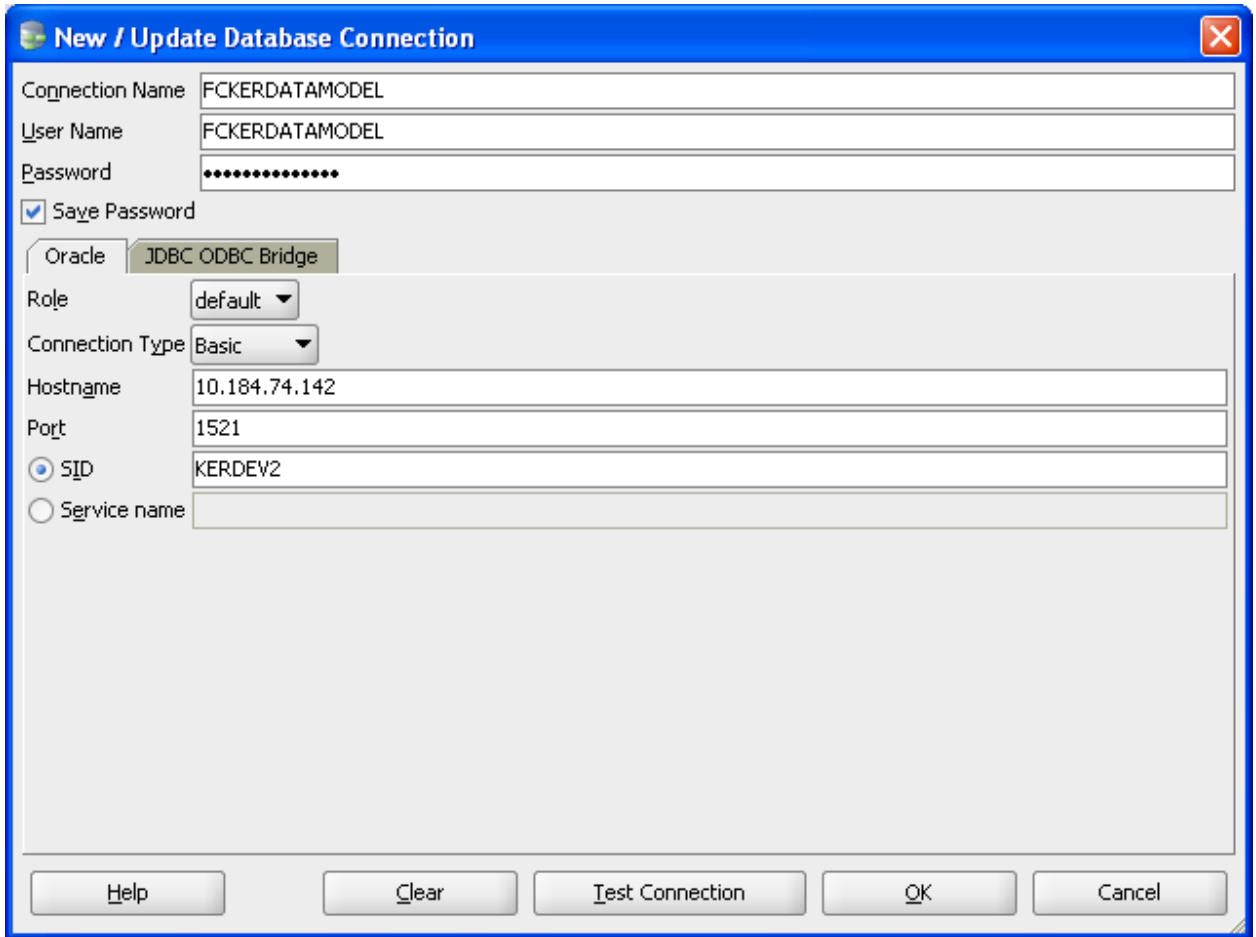 New / Update Database Connection
Connection Name FCKERDATAMODEL
User Name FCKERDATAMODEL
Password ••••••••••••••
Save Password
Oracle JDBC ODBC Bridge
Role default
Connection Type Basic
Hostname 10.184.74.142
Port 1521
SID KERDEV2
Service name
Help Clear Test Connection OK Cancel